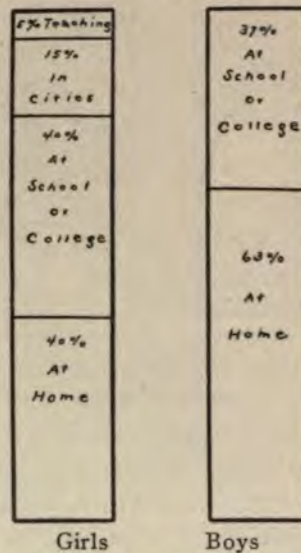 5% Teaching
15%
In
Cities
40%
At
School
or
College
40%
At
Home
Girls
37%
At
School
or
College
63%
At
Home
Boys